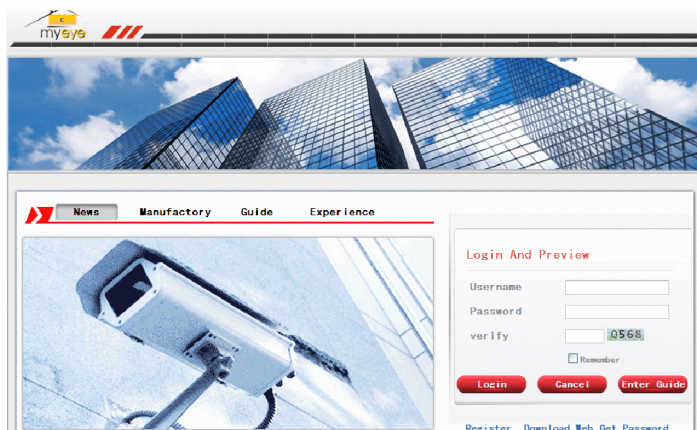 myeye
News Manufactory Guide Experience
Login And Preview
Username
Password
verify 0568
Remember
Login Cancel Enter Guide
Register Download Web Get Password